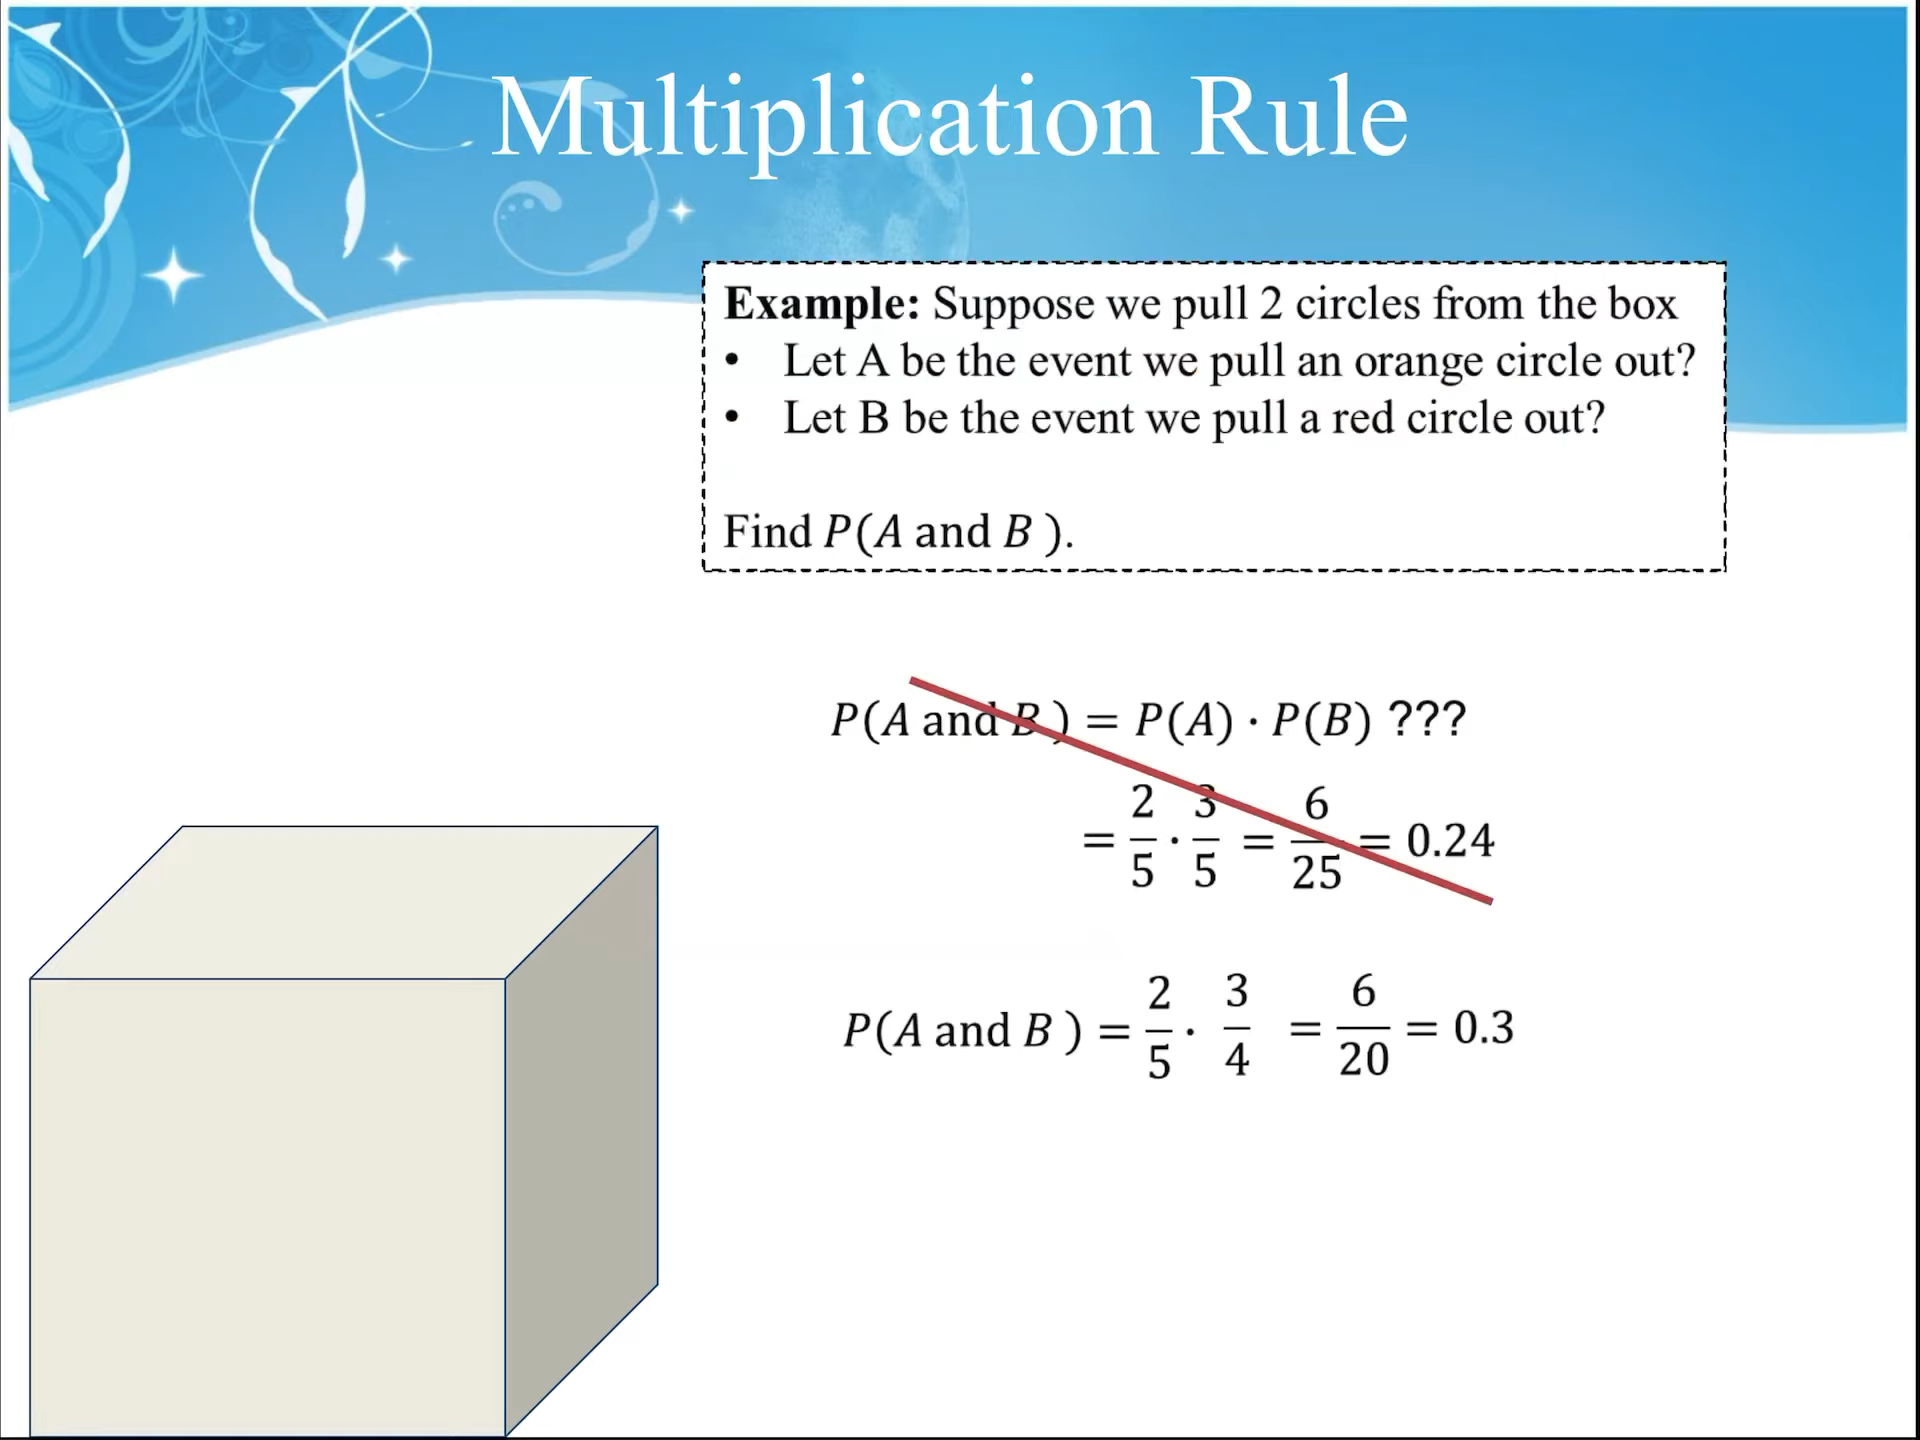 Multiplication Rule
Example: Suppose we pull 2 circles from the box
• Let A be the event we pull an orange circle out?
• Let B be the event we pull a red circle out?
Find P(A and B ).
P(A and B ) = P(A) · P(B) ???
= 2/5 · 3/5 = 6/25 = 0.24
P(A and B ) = 2/5 · 3/4 = 6/20 = 0.3